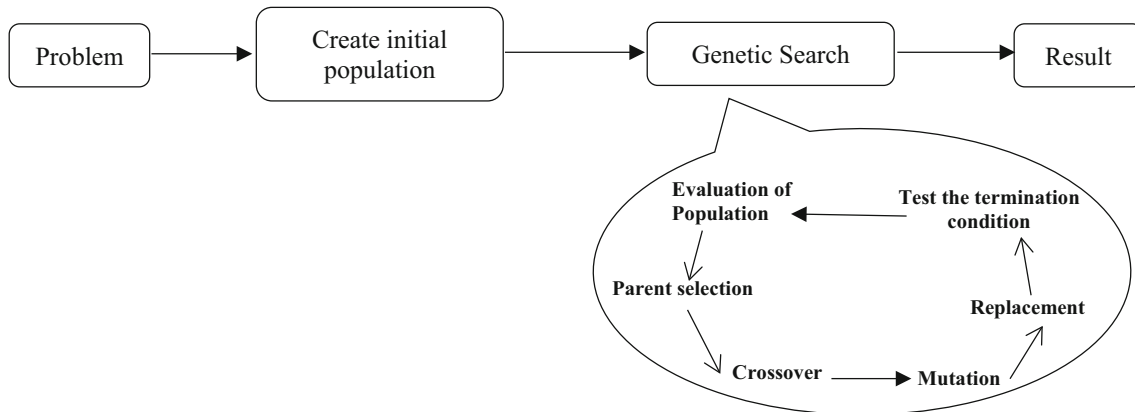 Problem
Create initial
population
Genetic Search
Result
Evaluation of
Population
Test the termination
condition
Parent selection
Replacement
Crossover
Mutation